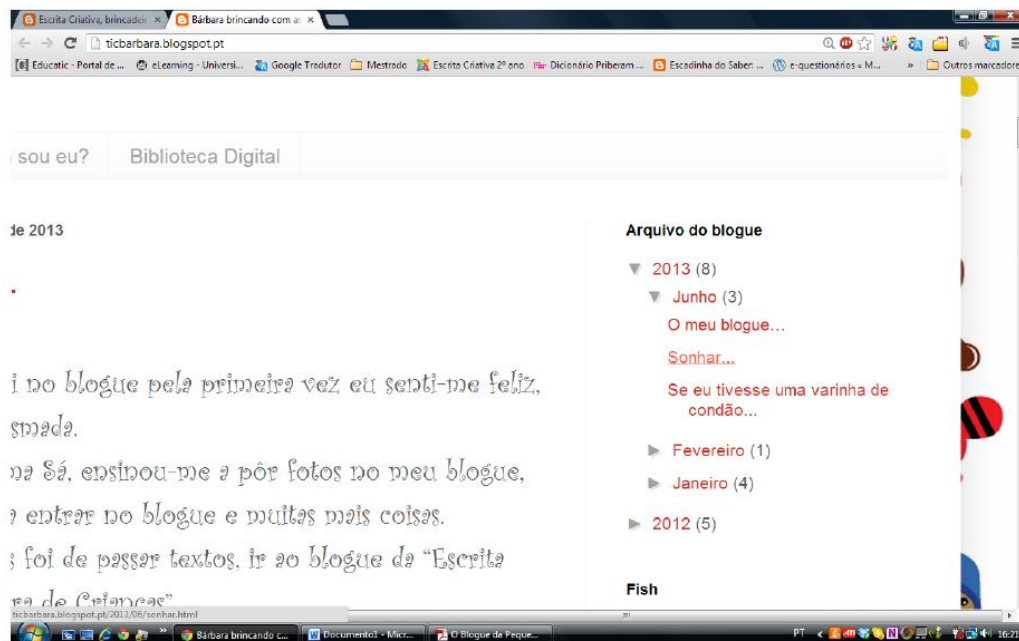 Escrita Criativa, brincadeir
Bárbara brincando com a
ticbarbara.blogspot.pt
Educatic - Portal de ...
eLearning - Universi...
Google Tradutor
Mestrado
Escrita Criativa 2º ano
Dicionário Priberam ...
Escadinha do Saber: ...
e-questionários « M...
»
Outros marcadore
sou eu?
Biblioteca Digital
de 2013
.
i no blogue pela primeira vez eu senti-me feliz,
smada.
na Sá, ensinou-me a pôr fotos no meu blogue,
a entrar no blogue e muitas mais coisas.
s foi de passar textos, ir ao blogue da “Escrita
ra de Crianças”
Arquivo do blogue
▼ 2013 (8)
▼ Junho (3)
O meu blogue…
Sonhar...
Se eu tivesse uma varinha de
condão...
► Fevereiro (1)
► Janeiro (4)
► 2012 (5)
Fish
ticbarbara.blogspot.pt/2013/06/sonhar.html
Bárbara brincando c...
Documento1 - Micr...
O Blogue da Peque...
PT
16:21